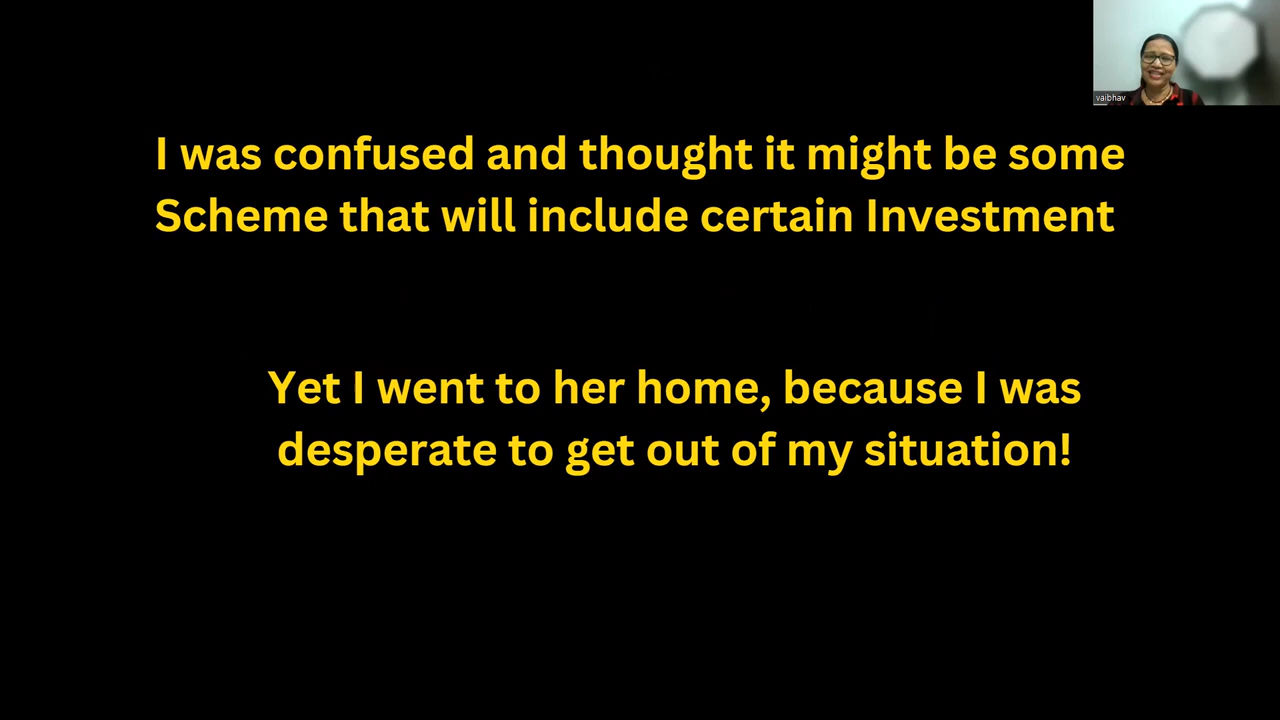 vaibhav
I was confused and thought it might be some
Scheme that will include certain Investment
Yet I went to her home, because I was
desperate to get out of my situation!